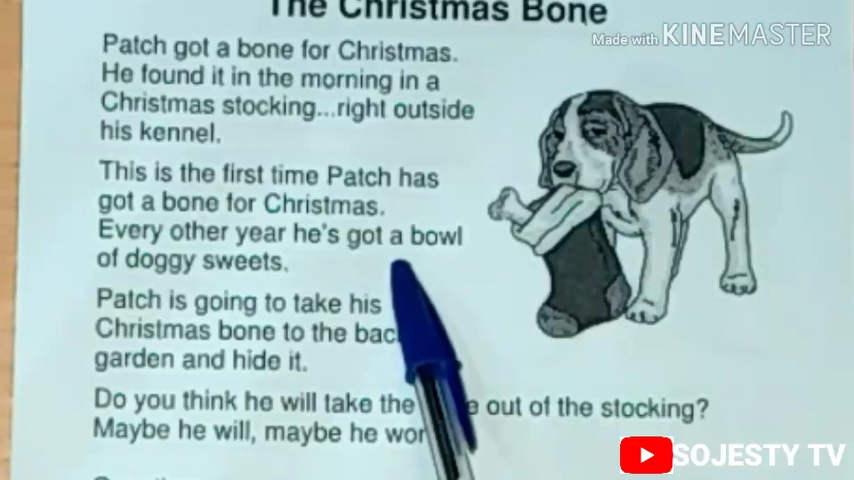 The Christmas Bone
Made with KINEMASTER
Patch got a bone for Christmas.
He found it in the morning in a
Christmas stocking...right outside
his kennel.
This is the first time Patch has
got a bone for Christmas.
Every other year he's got a bowl
of doggy sweets.
Patch is going to take his
Christmas bone to the bac
garden and hide it.
Do you think he will take the e out of the stocking?
Maybe he will, maybe he wor
SOJESTY TV